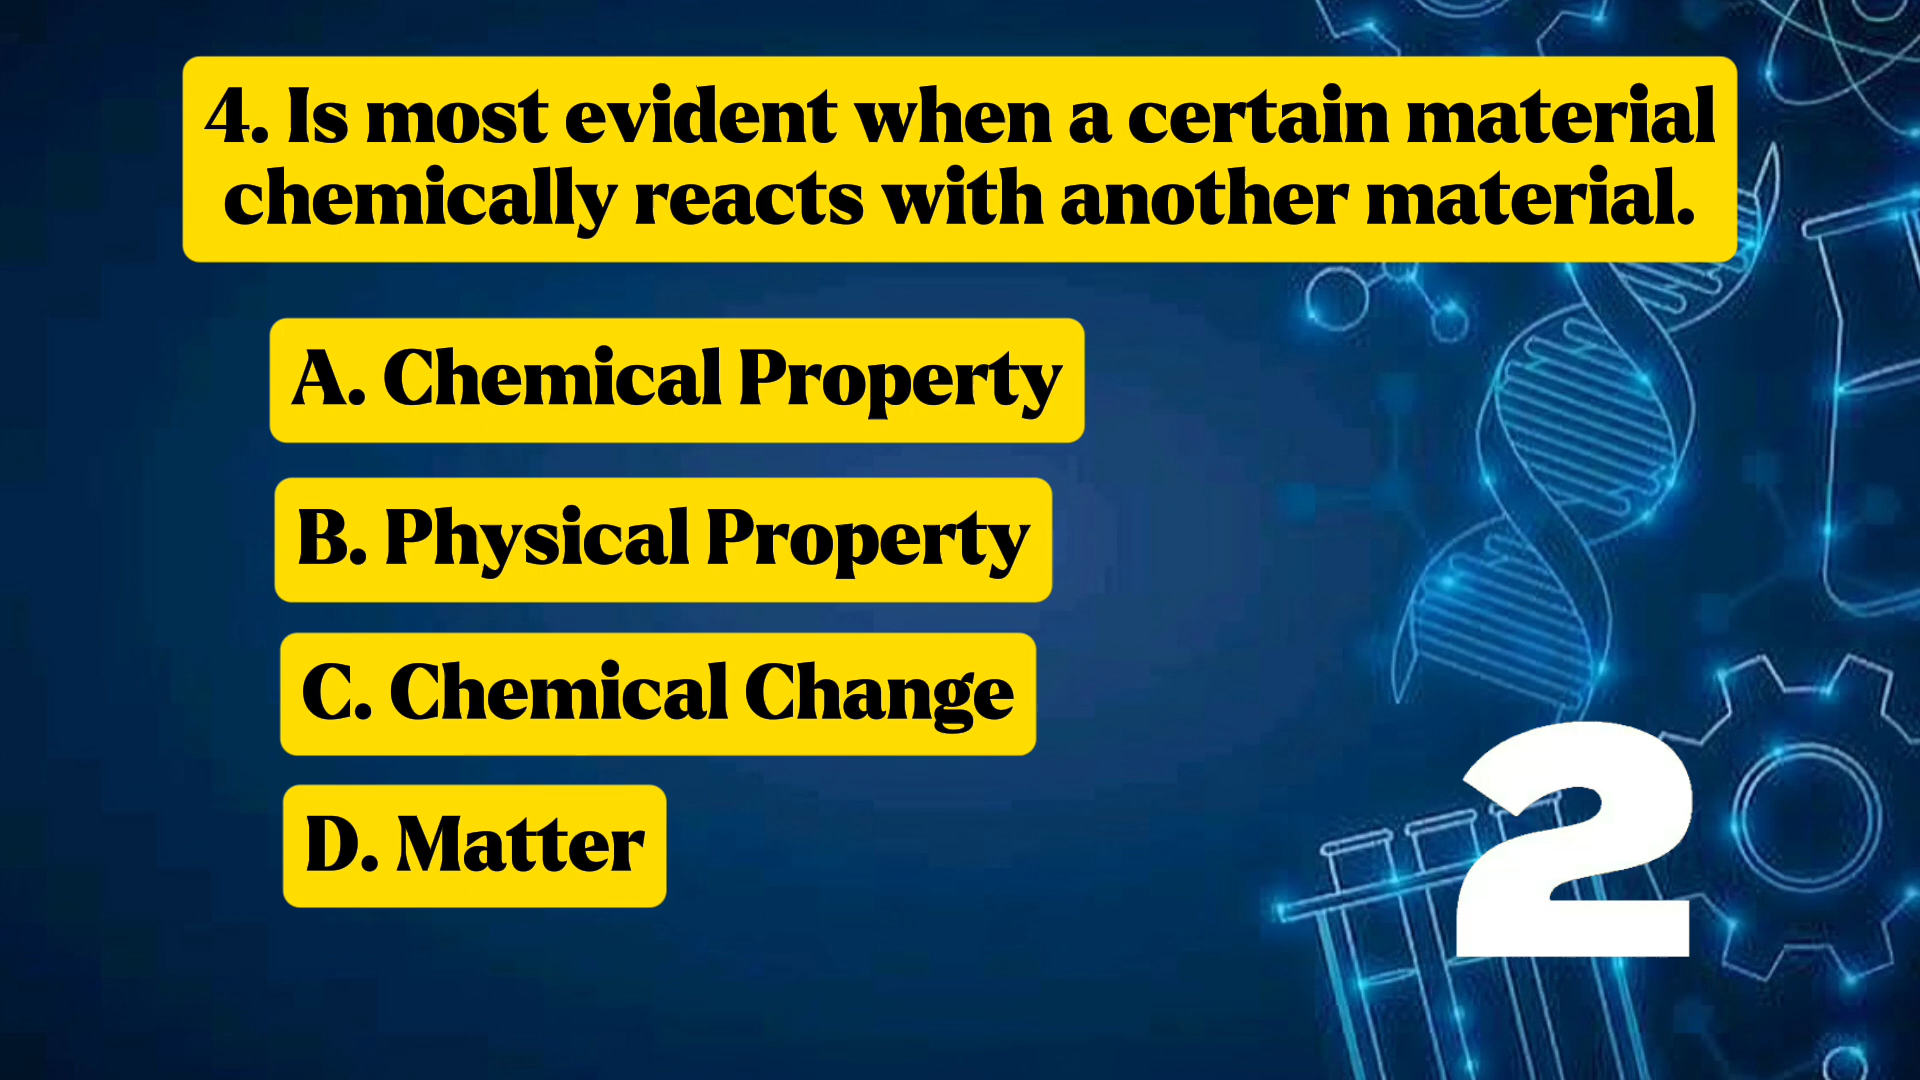 4. Is most evident when a certain material
chemically reacts with another material.
A. Chemical Property
B. Physical Property
C. Chemical Change
D. Matter
2